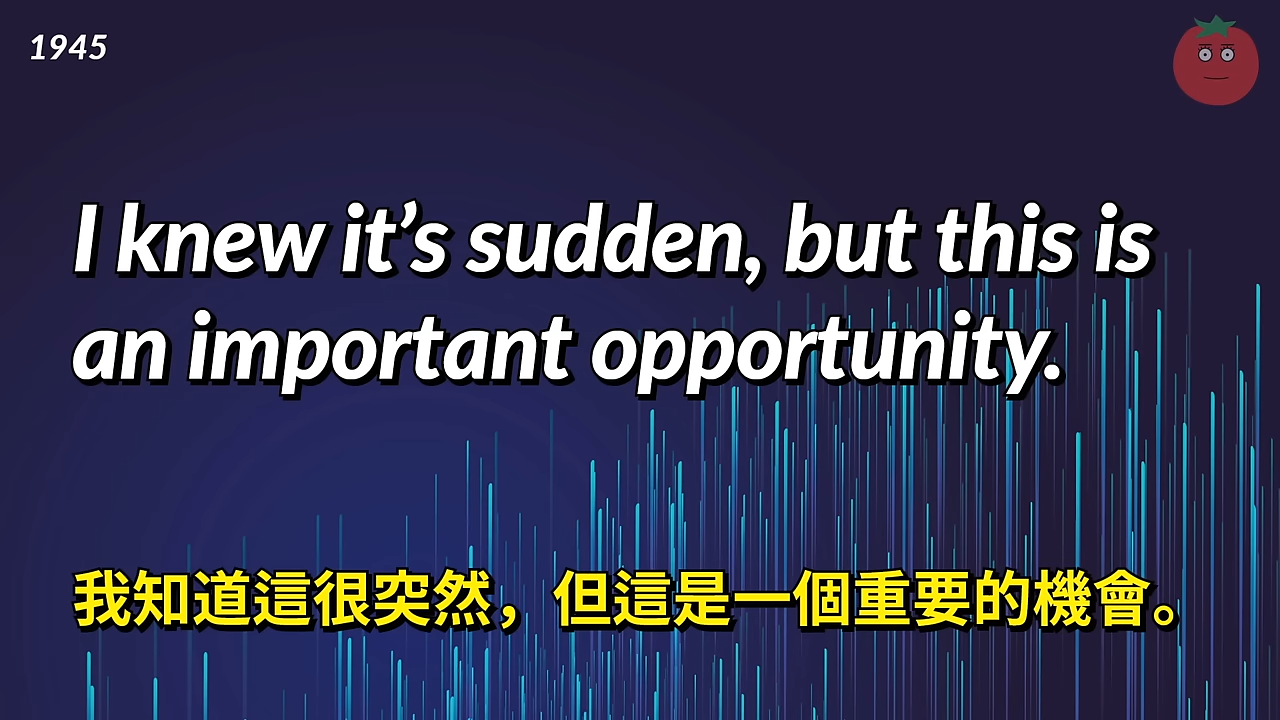 1945
I knew it’s sudden, but this is
an important opportunity.
我知道這很突然，但這是一個重要的機會。